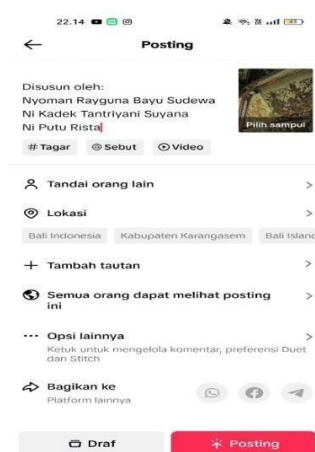 22.14
43
Posting
Disusun oleh:
Nyoman Rayguna Bayu Sudewa
Ni Kadek Tantriyani Suyana
Ni Putu Rista
Pilih sampul
# Tagar @ Sebut Video
Tandai orang lain
Lokasi
Bali Indonesia Kabupaten Karangasem Bali Islanc
Tambah tautan
Semua orang dapat melihat posting
ini
Opsi lainnya
Ketuk untuk mengelola komentar, preferensi Duet
dan Stitch
Bagikan ke
Platform lainnya
Draf Posting